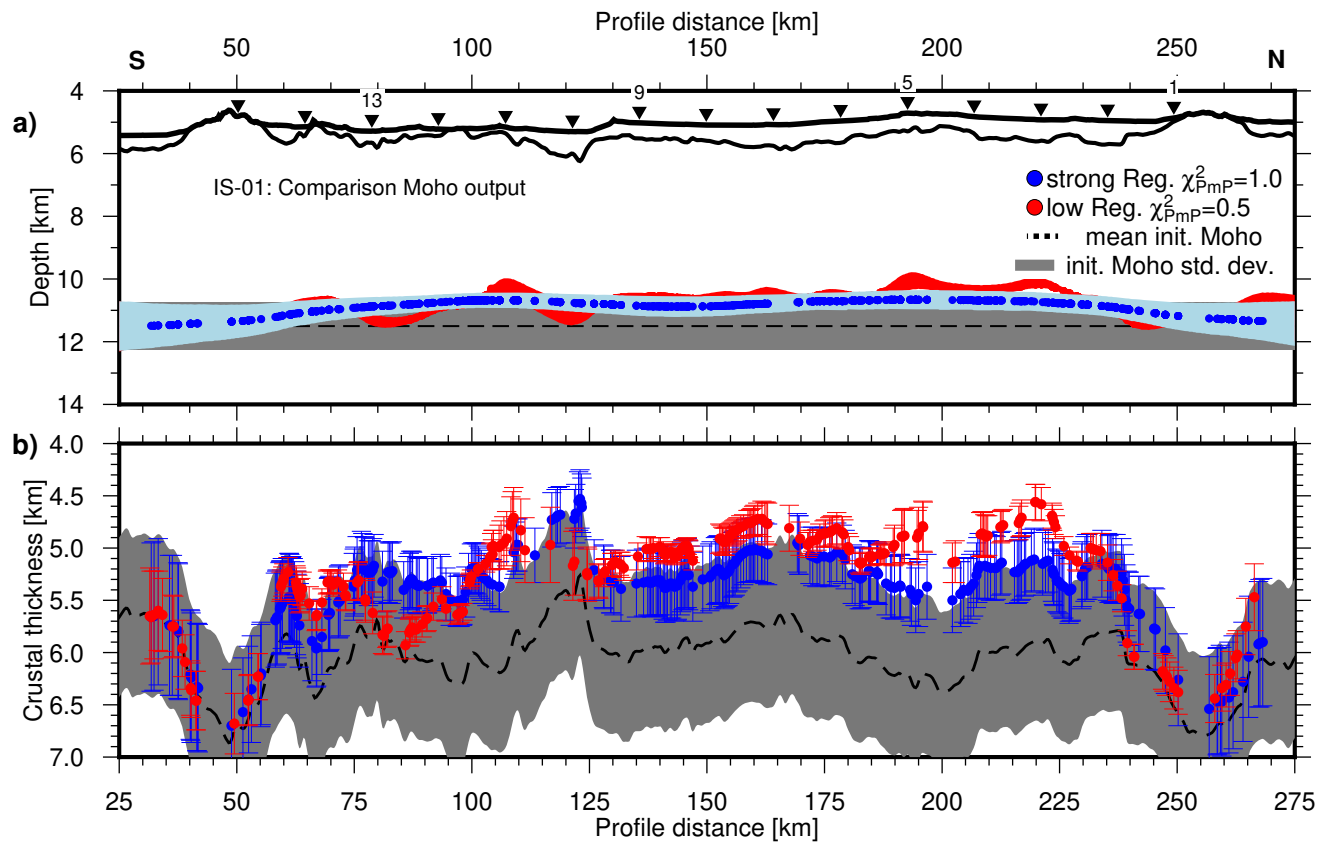 Profile distance [km]
50 100 150 200 250
S N
a)
13 9 5 1
4
6
8
10
12
14
Depth [km]
IS-01: Comparison Moho output
strong Reg. χ²PmP=1.0
low Reg. χ²PmP=0.5
mean init. Moho
init. Moho std. dev.
b)
4.0
4.5
5.0
5.5
6.0
6.5
7.0
Crustal thickness [km]
25 50 75 100 125 150 175 200 225 250 275
Profile distance [km]